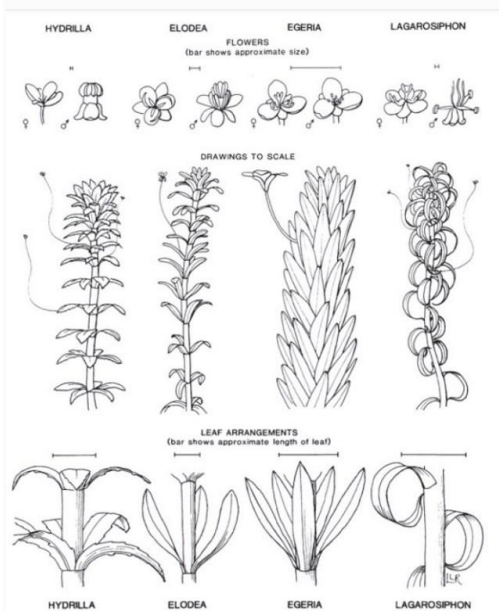 HYDRILLA ELODEA EGERIA LAGAROSIPHON
FLOWERS
(bar shows approximate size)
♀ ♂ ♀ ♂ ♀ ♂ ♀ ♂
DRAWINGS TO SCALE
LEAF ARRANGEMENTS
(bar shows approximate length of leaf)
HYDRILLA ELODEA EGERIA LAGAROSIPHON